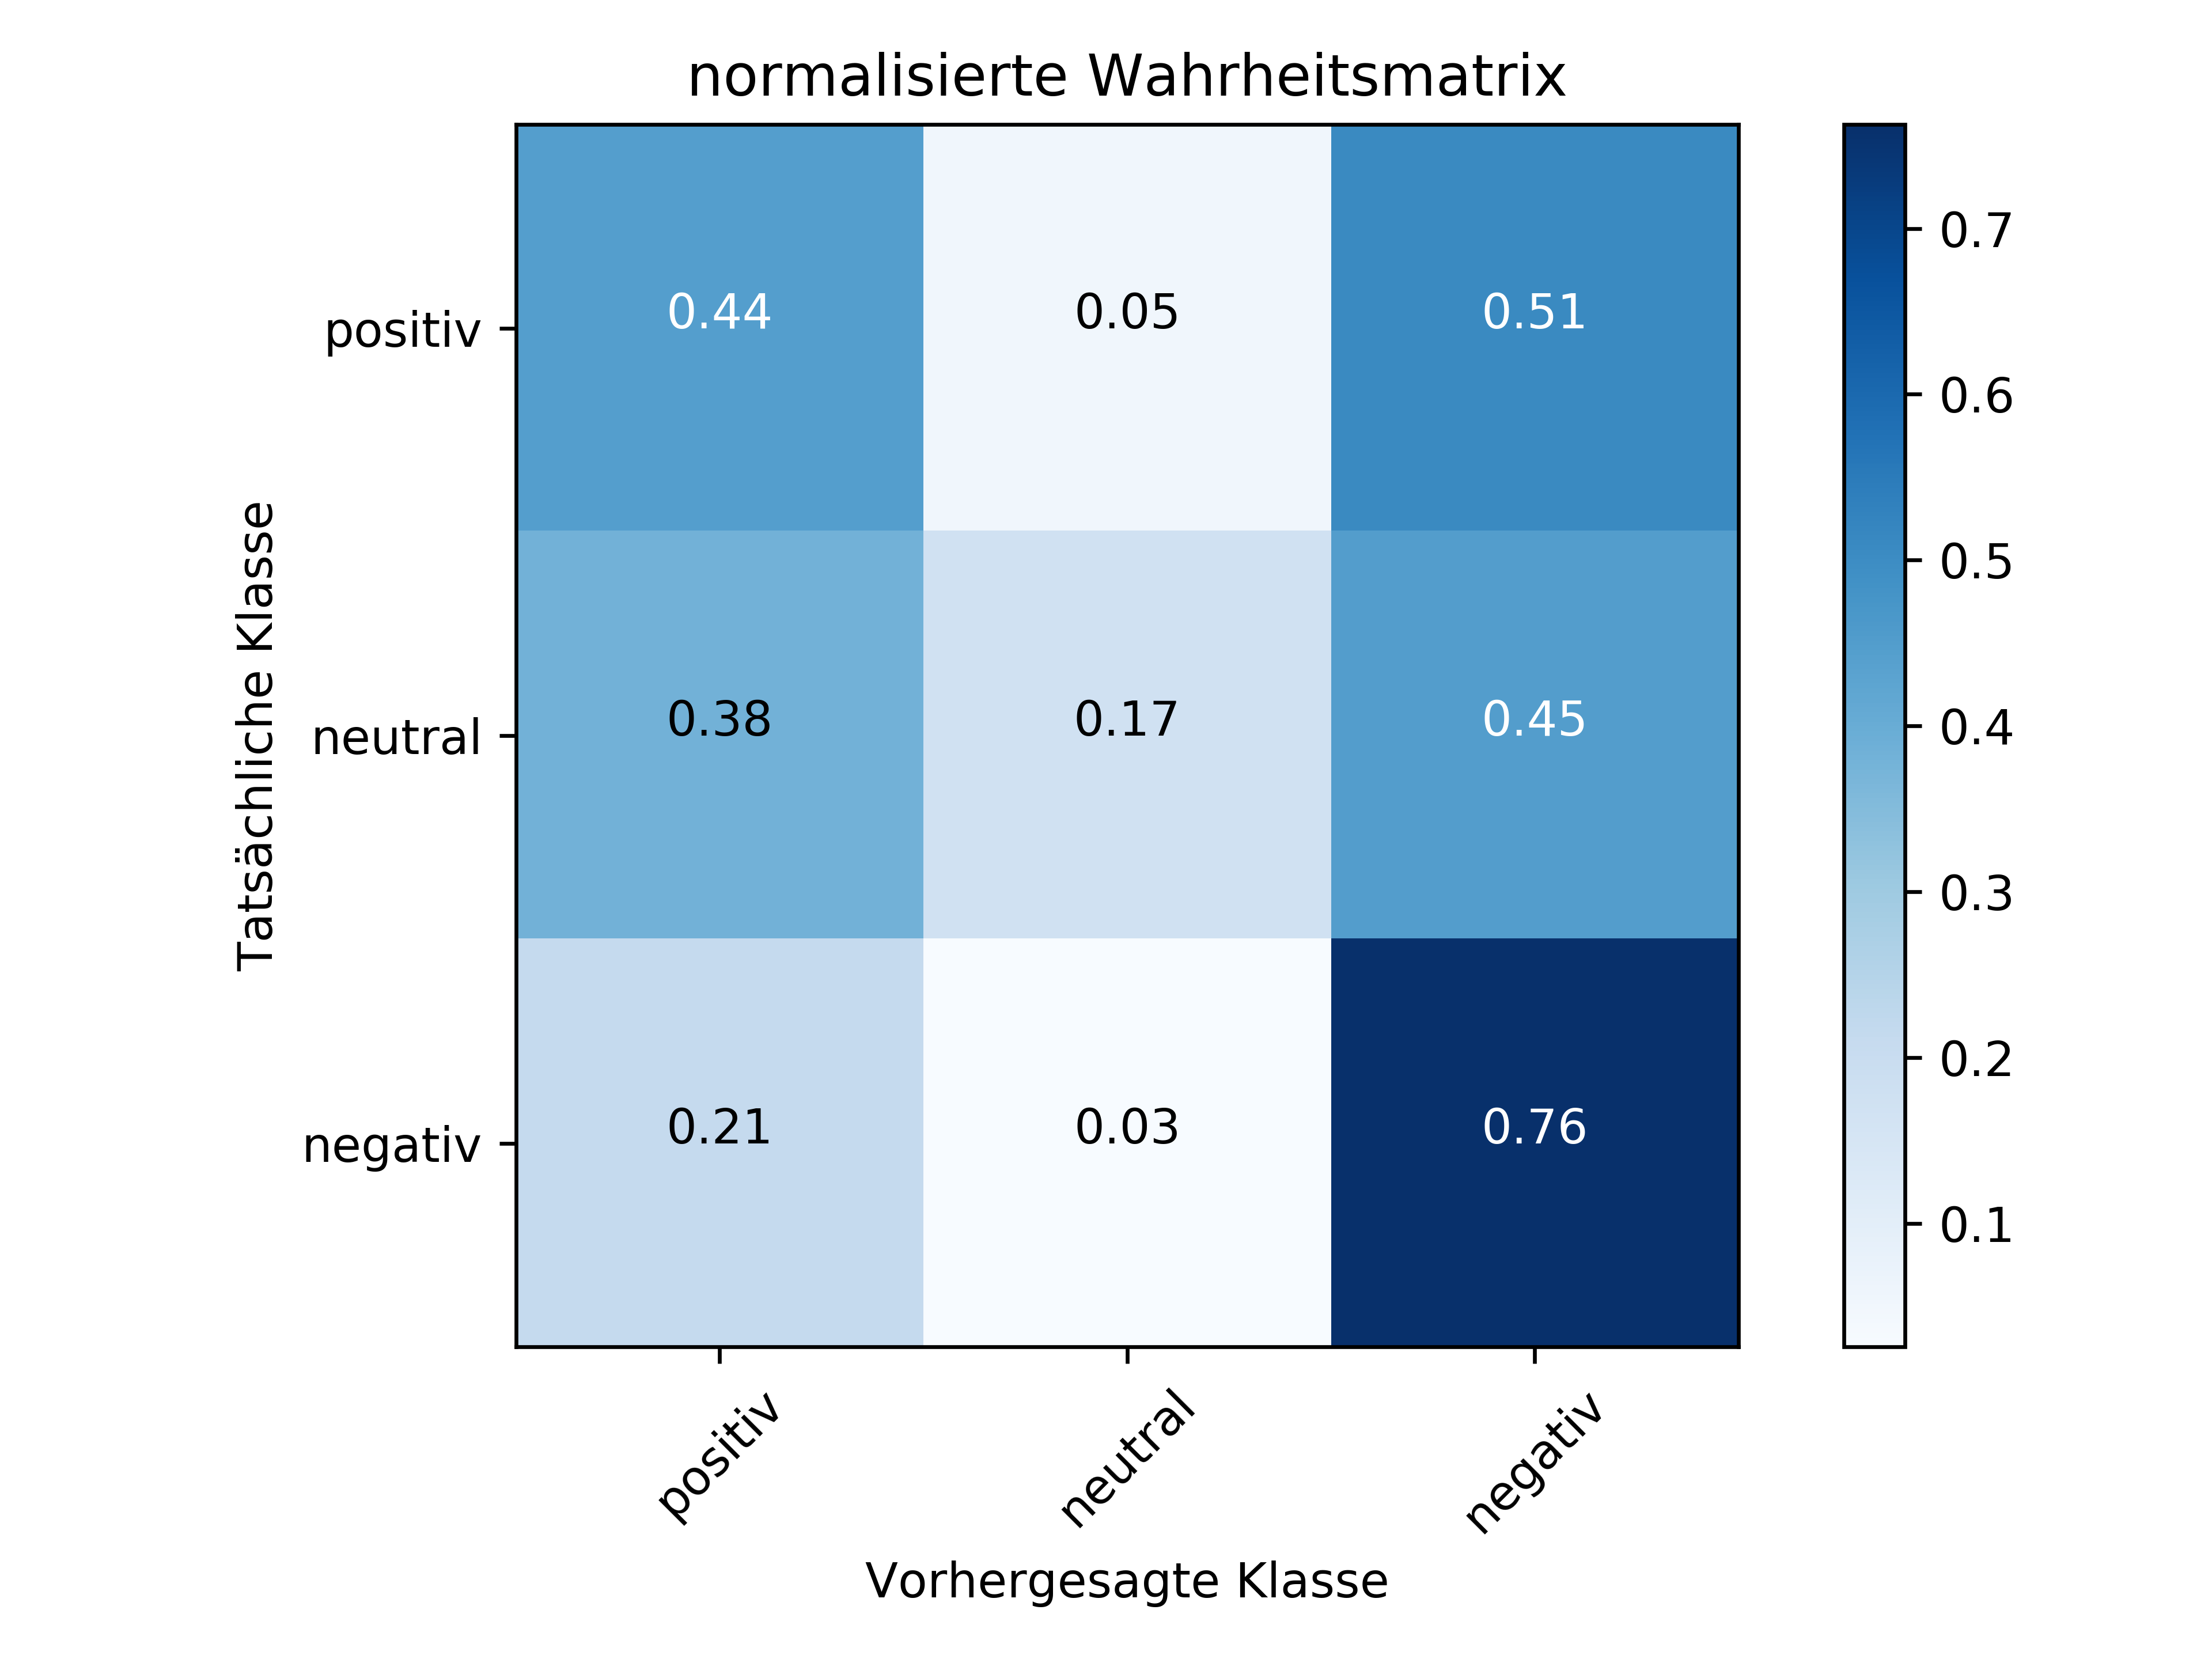 normalisierte Wahrheitsmatrix
Tatsächliche Klasse
positiv
0.44 0.05 0.51
neutral
0.38 0.17 0.45
negativ
0.21 0.03 0.76
positiv neutral negativ
Vorhergesagte Klasse
0.7
0.6
0.5
0.4
0.3
0.2
0.1